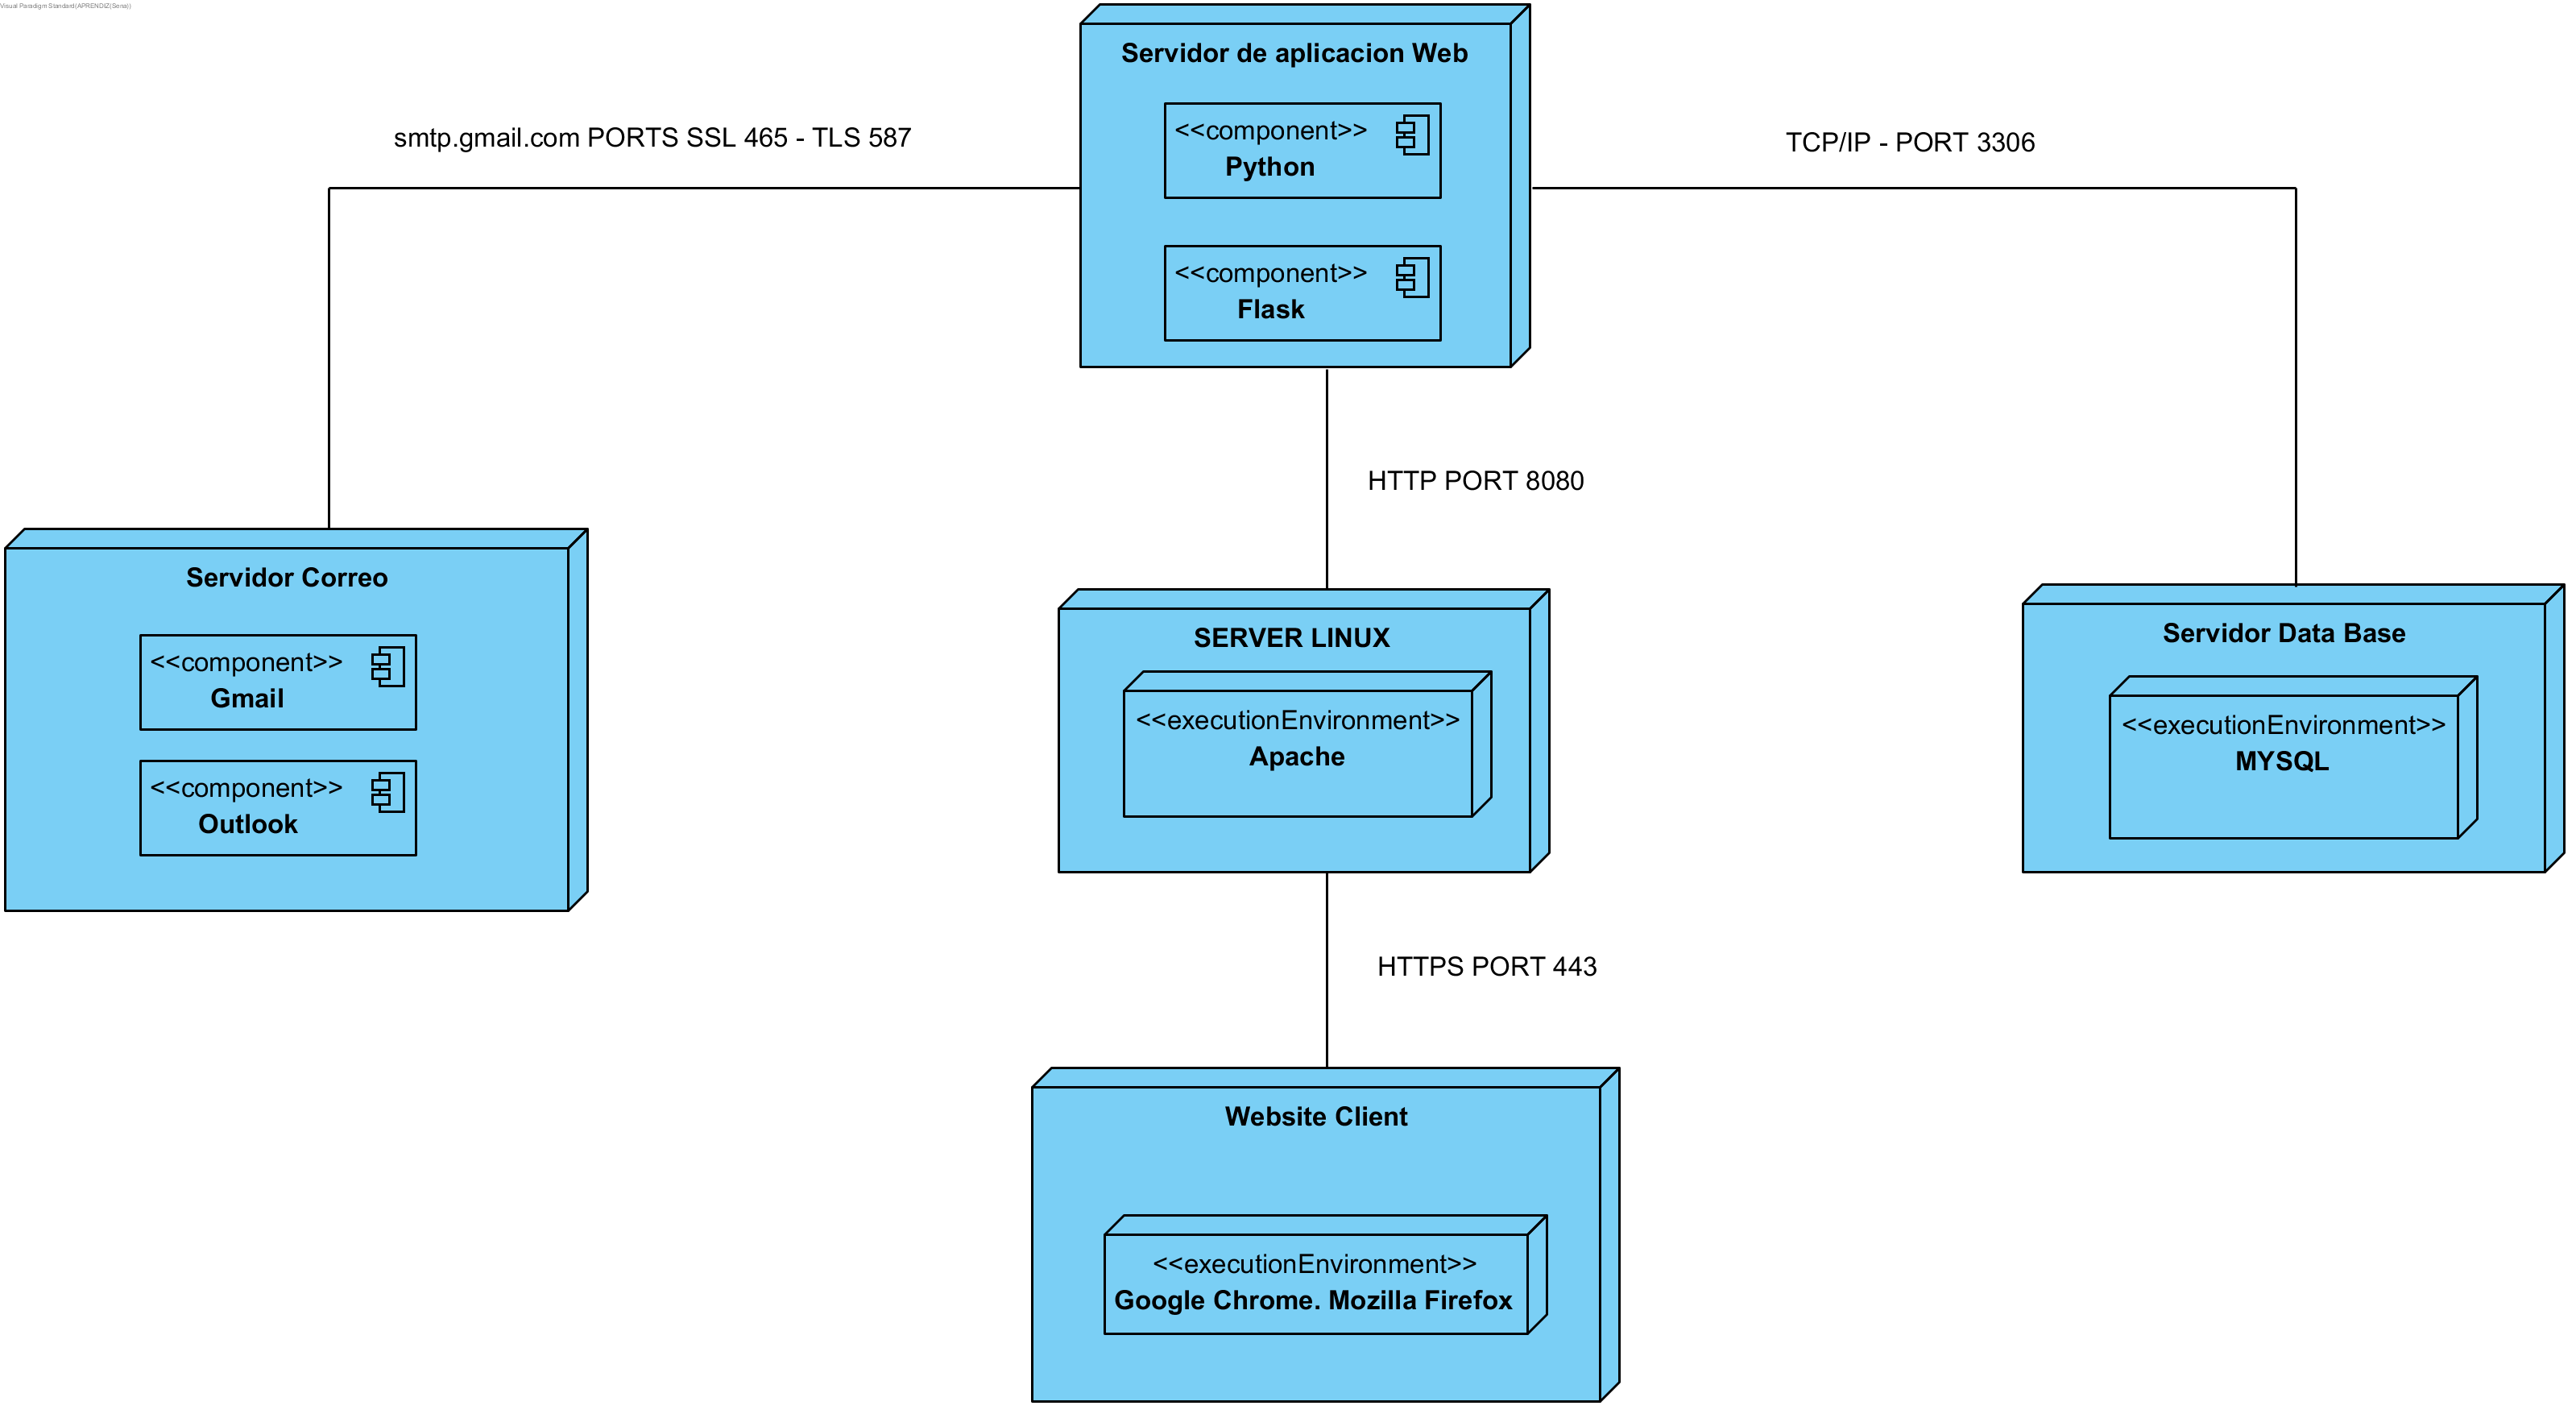 Visual Paradigm Standard(APRENDIZ(Sena))
Servidor de aplicacion Web
<<component>>
Python
<<component>>
Flask
smtp.gmail.com PORTS SSL 465 - TLS 587
TCP/IP - PORT 3306
HTTP PORT 8080
Servidor Correo
<<component>>
Gmail
<<component>>
Outlook
SERVER LINUX
<<executionEnvironment>>
Apache
Servidor Data Base
<<executionEnvironment>>
MYSQL
HTTPS PORT 443
Website Client
<<executionEnvironment>>
Google Chrome. Mozilla Firefox